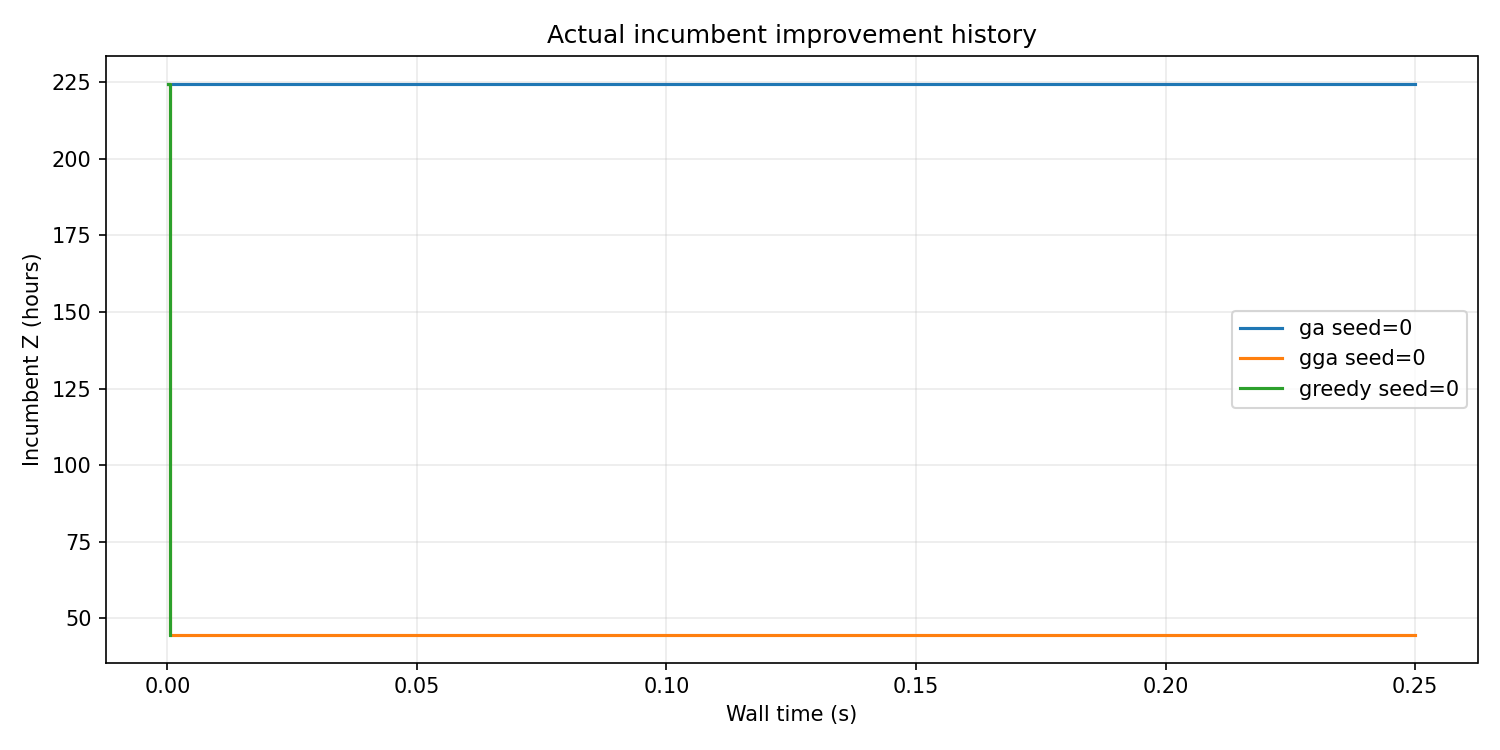 Actual incumbent improvement history
Incumbent Z (hours)
225
200
175
150
125
100
75
50
ga seed=0
gga seed=0
greedy seed=0
0.00 0.05 0.10 0.15 0.20 0.25
Wall time (s)